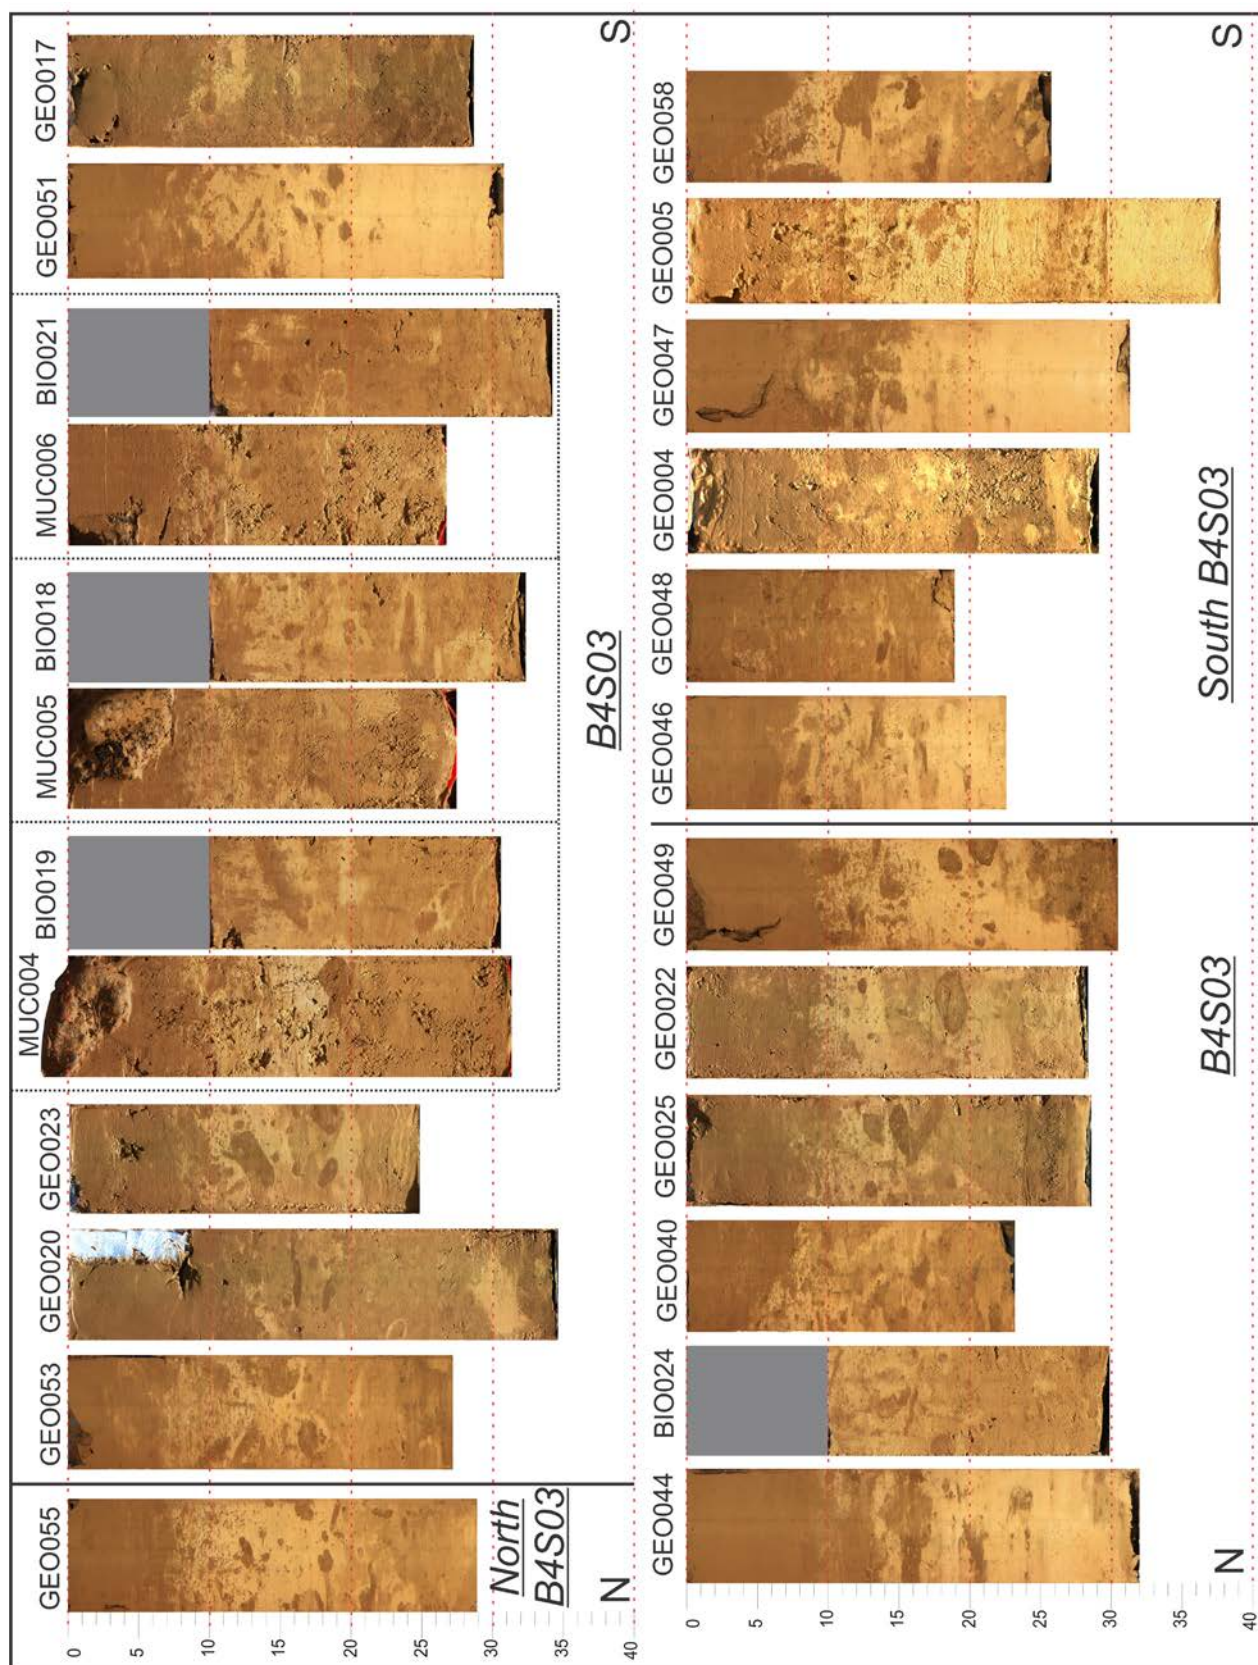 GEO055
GEO053
GEO020
GEO023
MUC004
BIO019
MUC005
BIO018
MUC006
BIO021
GEO051
GEO017
0
5
10
15
20
25
30
35
40
North
B4S03
B4S03
N
S
GEO044
BIO024
GEO040
GEO025
GEO022
GEO049
GEO046
GEO048
GEO004
GEO047
GEO005
GEO058
0
5
10
15
20
25
30
35
40
B4S03
South B4S03
N
S